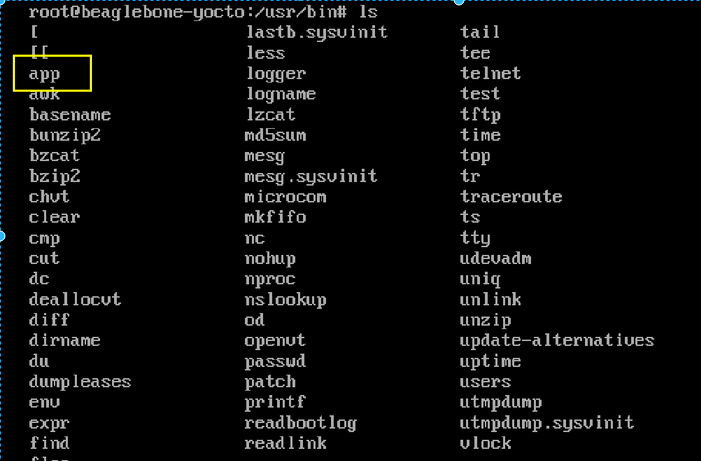 root@beaglebone-yocto:/usr/bin# ls
[ lastb.sysvinit tail
[[ less tee
app logger telnet
awk logname test
basename lzcat tftp
bunzip2 md5sum time
bzcat mesg top
bzip2 mesg.sysvinit tr
chvt microcom traceroute
clear mkfifo ts
cmp nc tty
cut nohup udevadm
dc nproc uniq
deallocvt nslookup unlink
diff od unzip
dirname openvt update-alternatives
du passwd uptime
dumpleases patch users
env printf utmpdump
expr readbootlog utmpdump.sysvinit
find readlink vlock